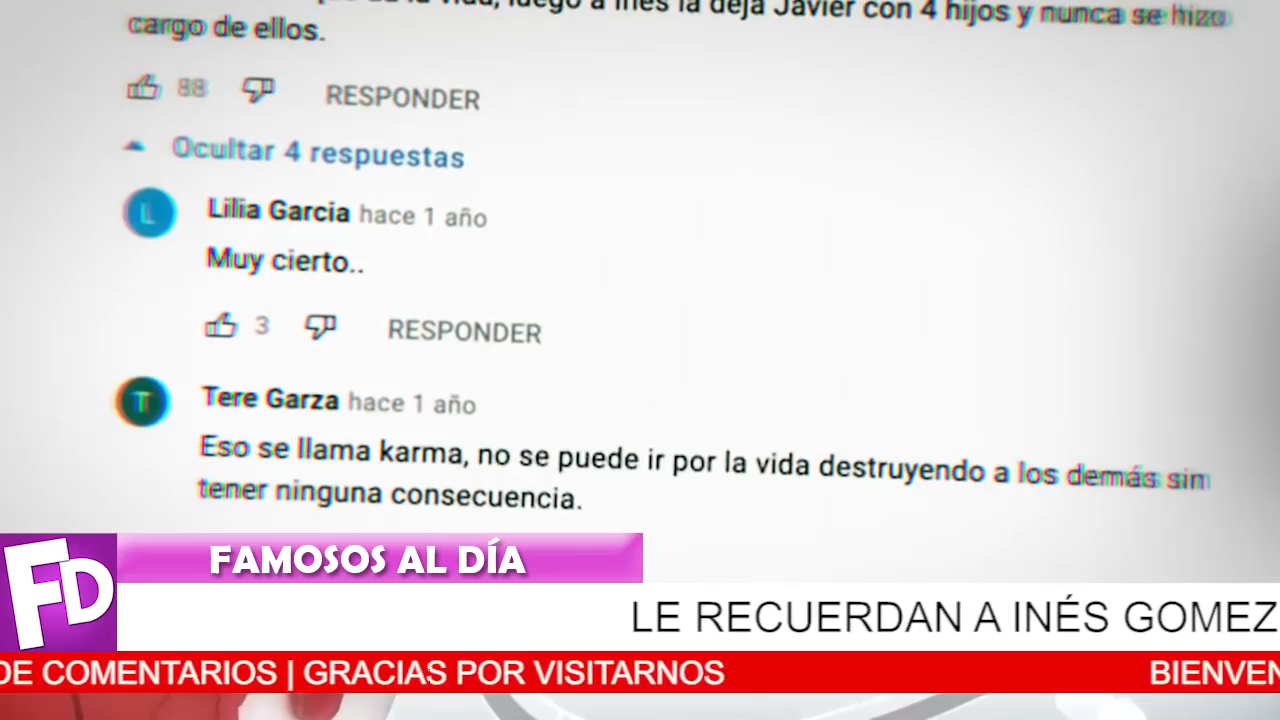 la vida, luego a Inés la deja Javier con 4 hijos y nunca se hizo
cargo de ellos.
88 RESPONDER
Ocultar 4 respuestas
L Lilia Garcia hace 1 año
Muy cierto..
3 RESPONDER
T Tere Garza hace 1 año
Eso se llama karma, no se puede ir por la vida destruyendo a los demás sin
tener ninguna consecuencia.
FD FAMOSOS AL DÍA
LE RECUERDAN A INÉS GOMEZ
DE COMENTARIOS | GRACIAS POR VISITARNOS BIENVEN